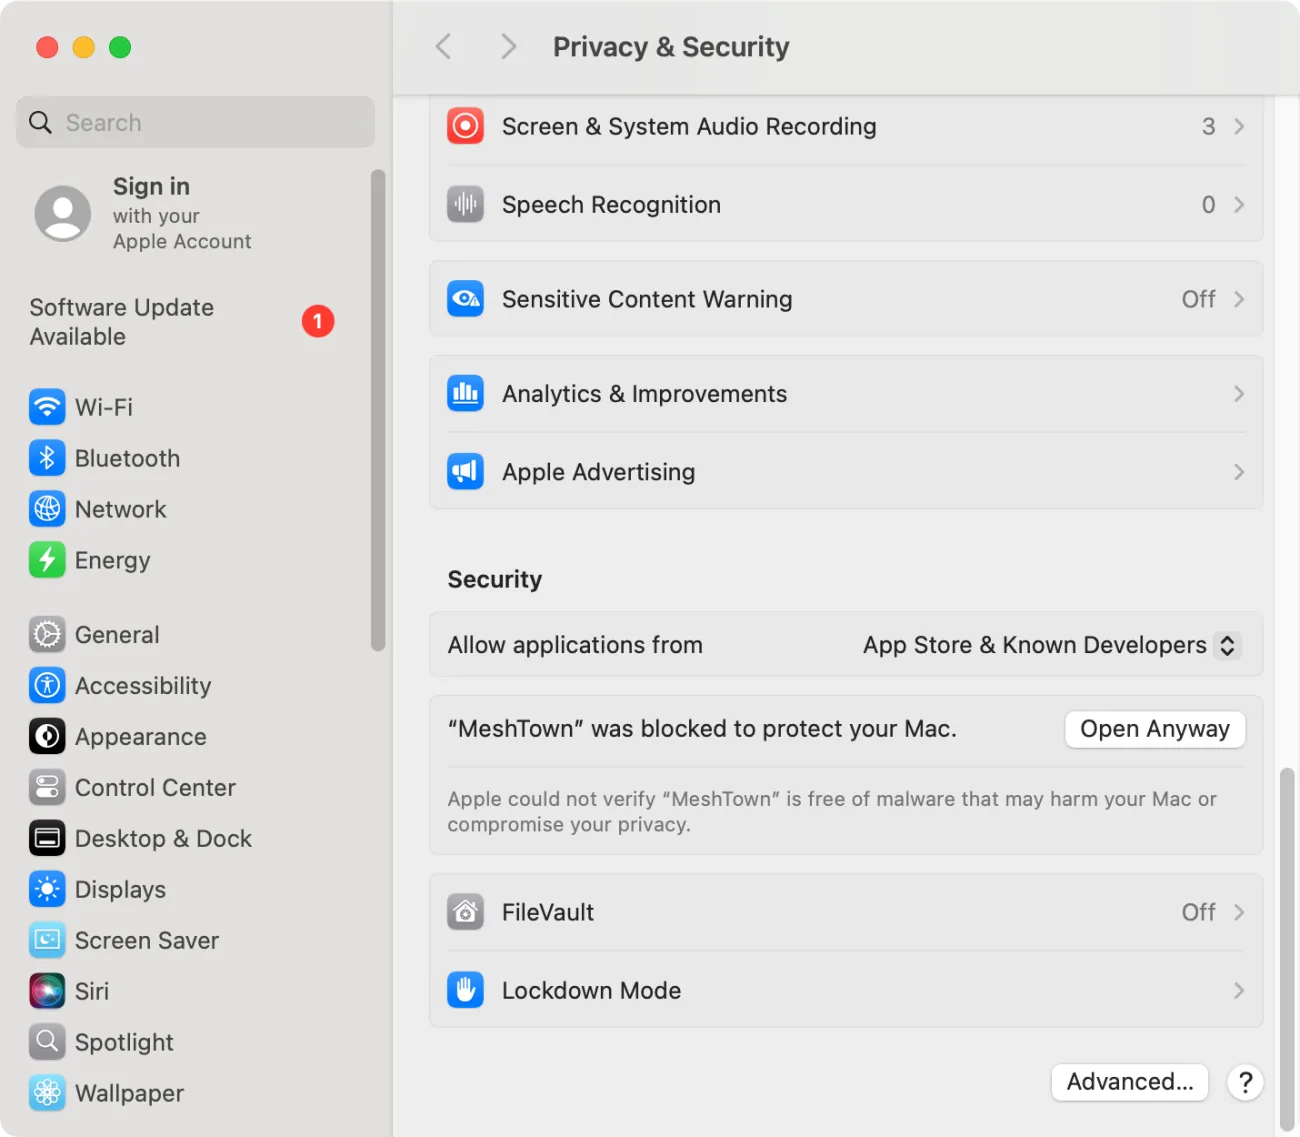 Search
Sign in
with your
Apple Account
Software Update
Available
1
Wi-Fi
Bluetooth
Network
Energy
General
Accessibility
Appearance
Control Center
Desktop & Dock
Displays
Screen Saver
Siri
Spotlight
Wallpaper
Privacy & Security
Screen & System Audio Recording 3
Speech Recognition 0
Sensitive Content Warning Off
Analytics & Improvements
Apple Advertising
Security
Allow applications from App Store & Known Developers
“MeshTown” was blocked to protect your Mac. Open Anyway
Apple could not verify “MeshTown” is free of malware that may harm your Mac or
compromise your privacy.
FileVault Off
Lockdown Mode
Advanced... ?